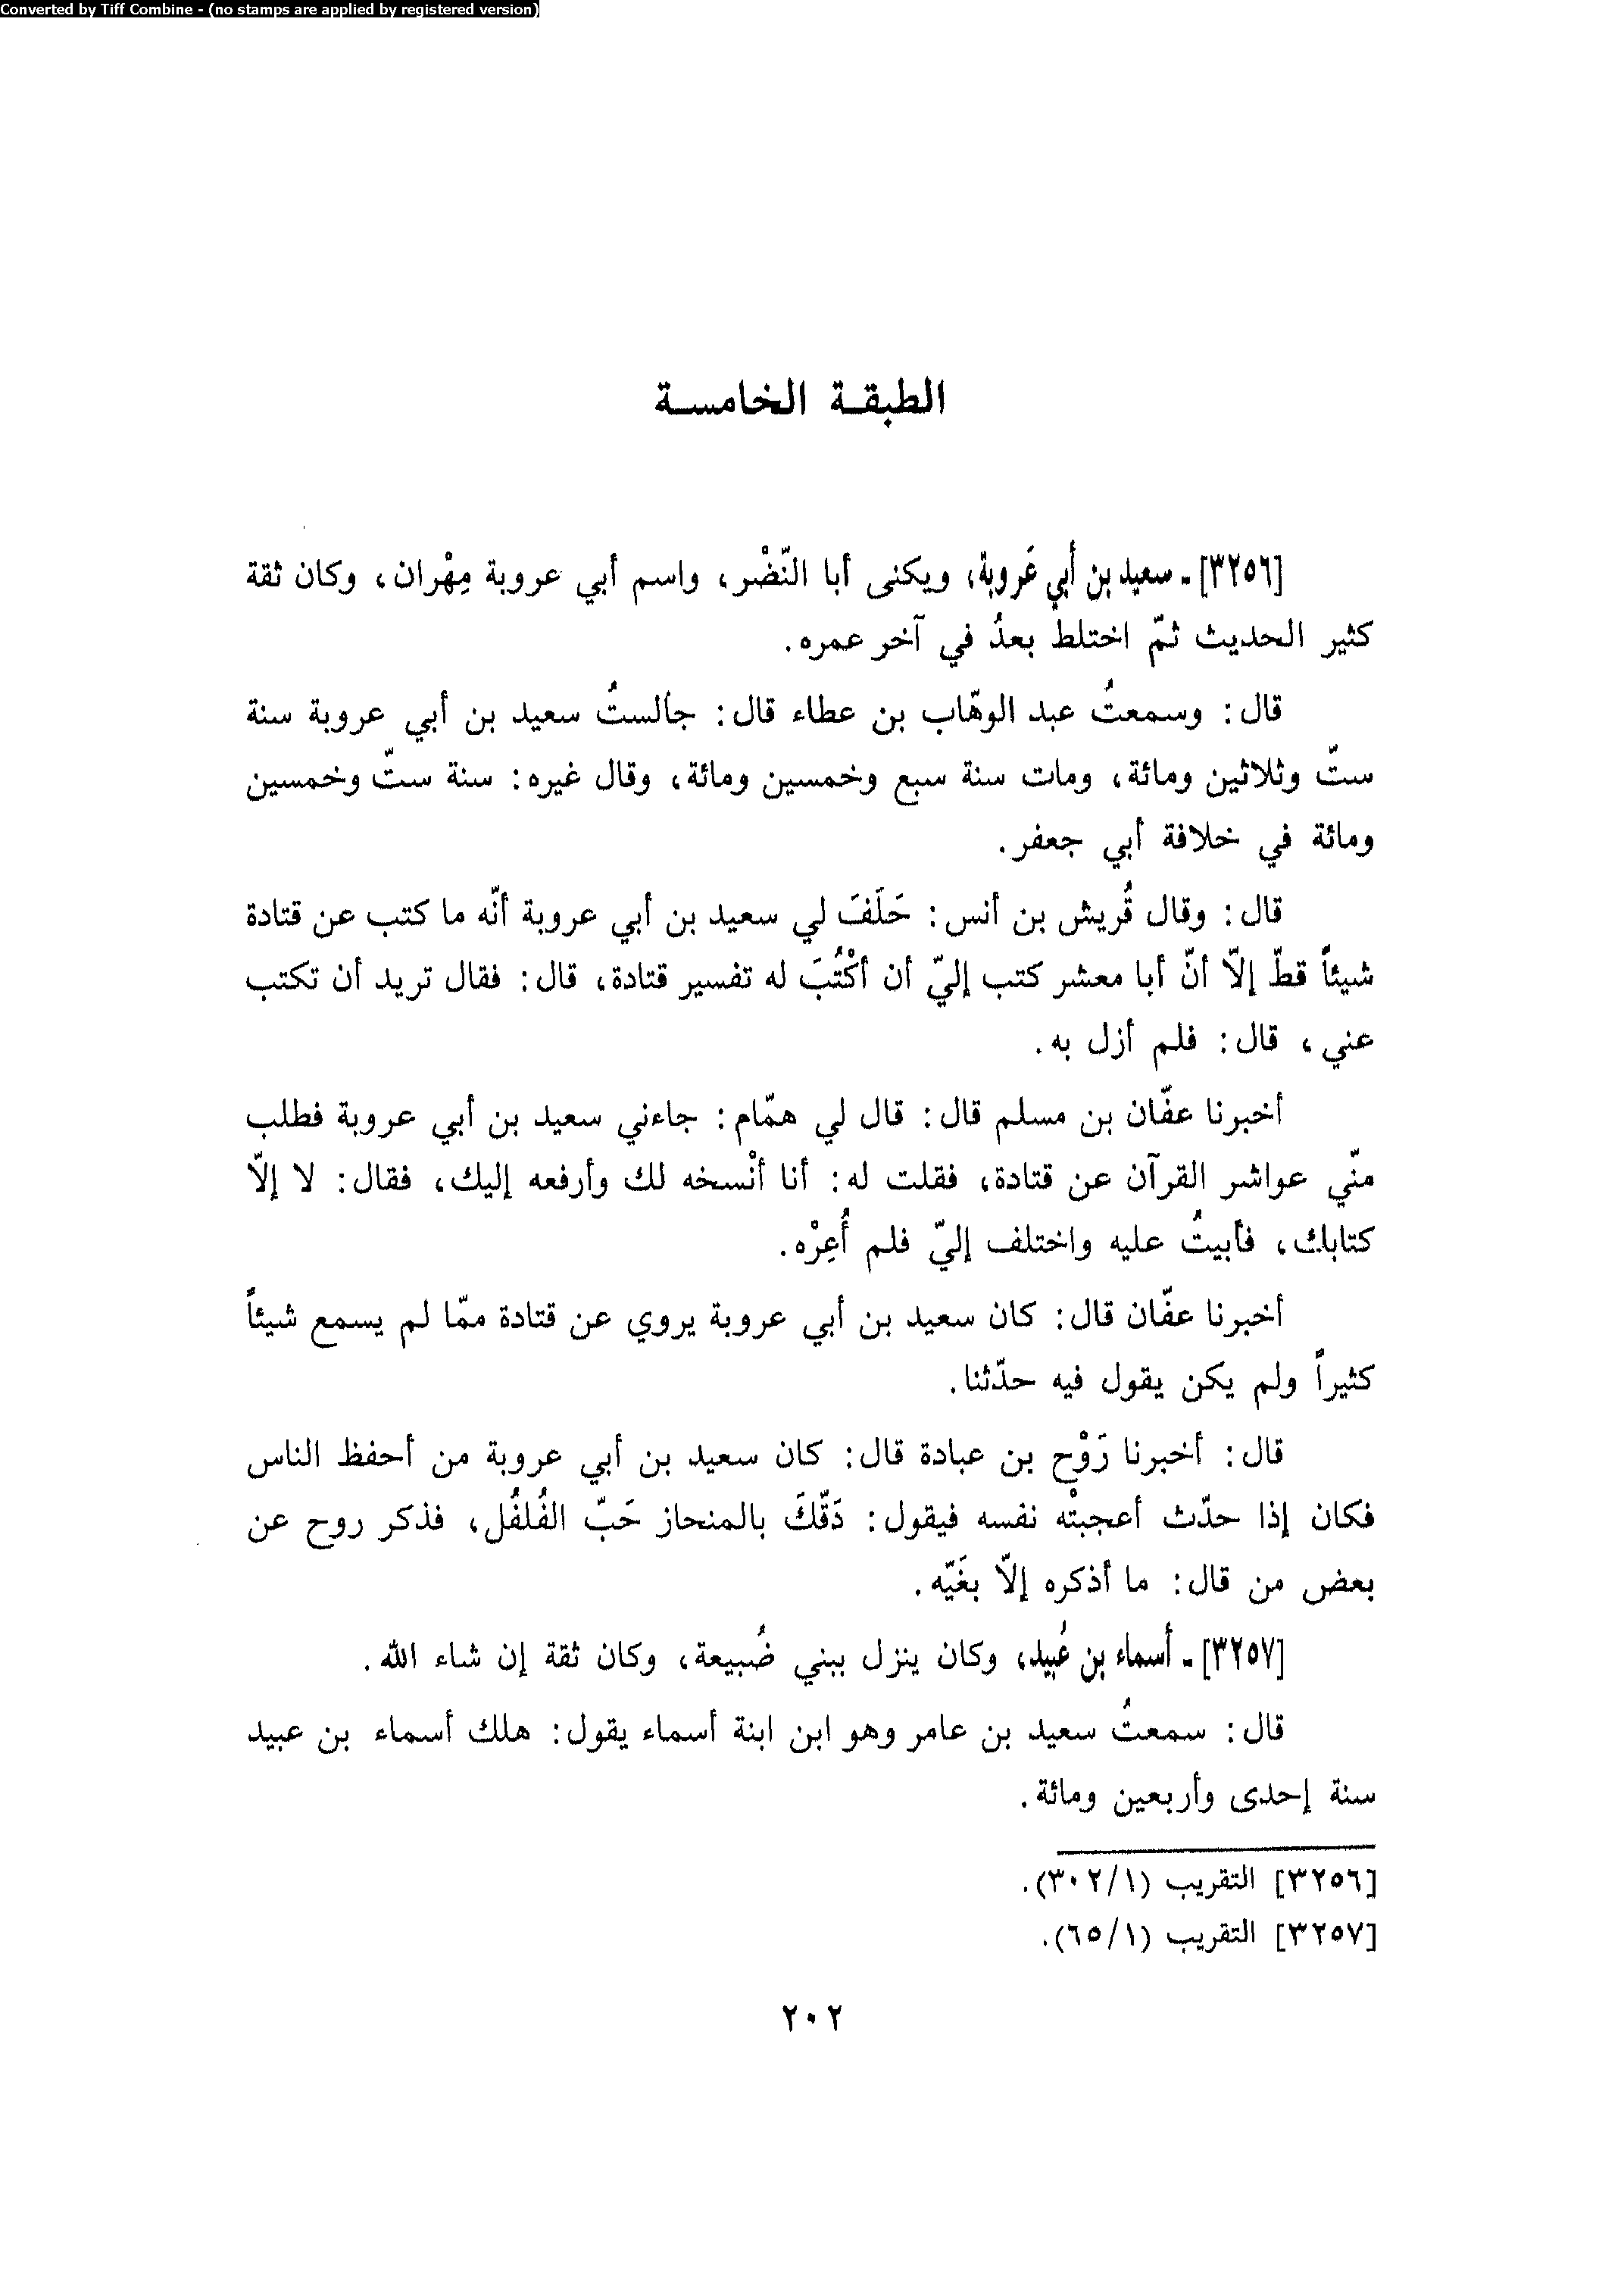 Converted by Tiff Combine - (no stamps are applied by registered version)
الطبقة الخامسة
[٣٢٥٦] - سعيد بن أبي عَروبة، ويكنى أبا النّضْر، واسم أبي عروبة مِهْران، وكان ثقة
كثير الحديث ثمّ اختلط بعدُ في آخر عمره.
قال: وسمعتُ عبد الوهّاب بن عطاء قال: جالستُ سعيد بن أبي عروبة سنة
ستّ وثلاثين ومائة، ومات سنة سبع وخمسين ومائة، وقال غيره: سنة ستّ وخمسين
ومائة في خلافة أبي جعفر.
قال: وقال قُريش بن أنس: حَلَفَ لي سعيد بن أبي عروبة أنّه ما كتب عن قتادة
شيئاً قطّ إلاّ أنّ أبا معشر كتب إليّ أن أكْتُبَ له تفسير قتادة، قال: فقال تريد أن تكتب
عني، قال: فلم أزل به.
أخبرنا عفّان بن مسلم قال: قال لي همّام: جاءني سعيد بن أبي عروبة فطلب
منّي عواشر القرآن عن قتادة، فقلت له: أنا أنْسخه لك وأرفعه إليك، فقال: لا إلاّ
كتابك، فأبيتُ عليه واختلف إليّ فلم أُعِرْه.
أخبرنا عفّان قال: كان سعيد بن أبي عروبة يروي عن قتادة ممّا لم يسمع شيئاً
كثيراً ولم يكن يقول فيه حدّثنا.
قال: أخبرنا رَوْح بن عبادة قال: كان سعيد بن أبي عروبة من أحفظ الناس
فكان إذا حدّث أعجبتْه نفسه فيقول: دَقّكَ بالمنحاز حَبّ الفُلفُل، فذكر روح عن
بعض من قال: ما أذكره إلاّ بغَيّه.
[٣٢٥٧] - أسماء بن عُبيد، وكان ينزل ببني ضُبيعة، وكان ثقة إن شاء الله.
قال: سمعتُ سعيد بن عامر وهو ابن ابنة أسماء يقول: هلك أسماء بن عبيد
سنة إحدى وأربعين ومائة.
[٣٢٥٦] التقريب (٣٠٢/١).
[٣٢٥٧] التقريب (٦٥/١).
٢٠٢